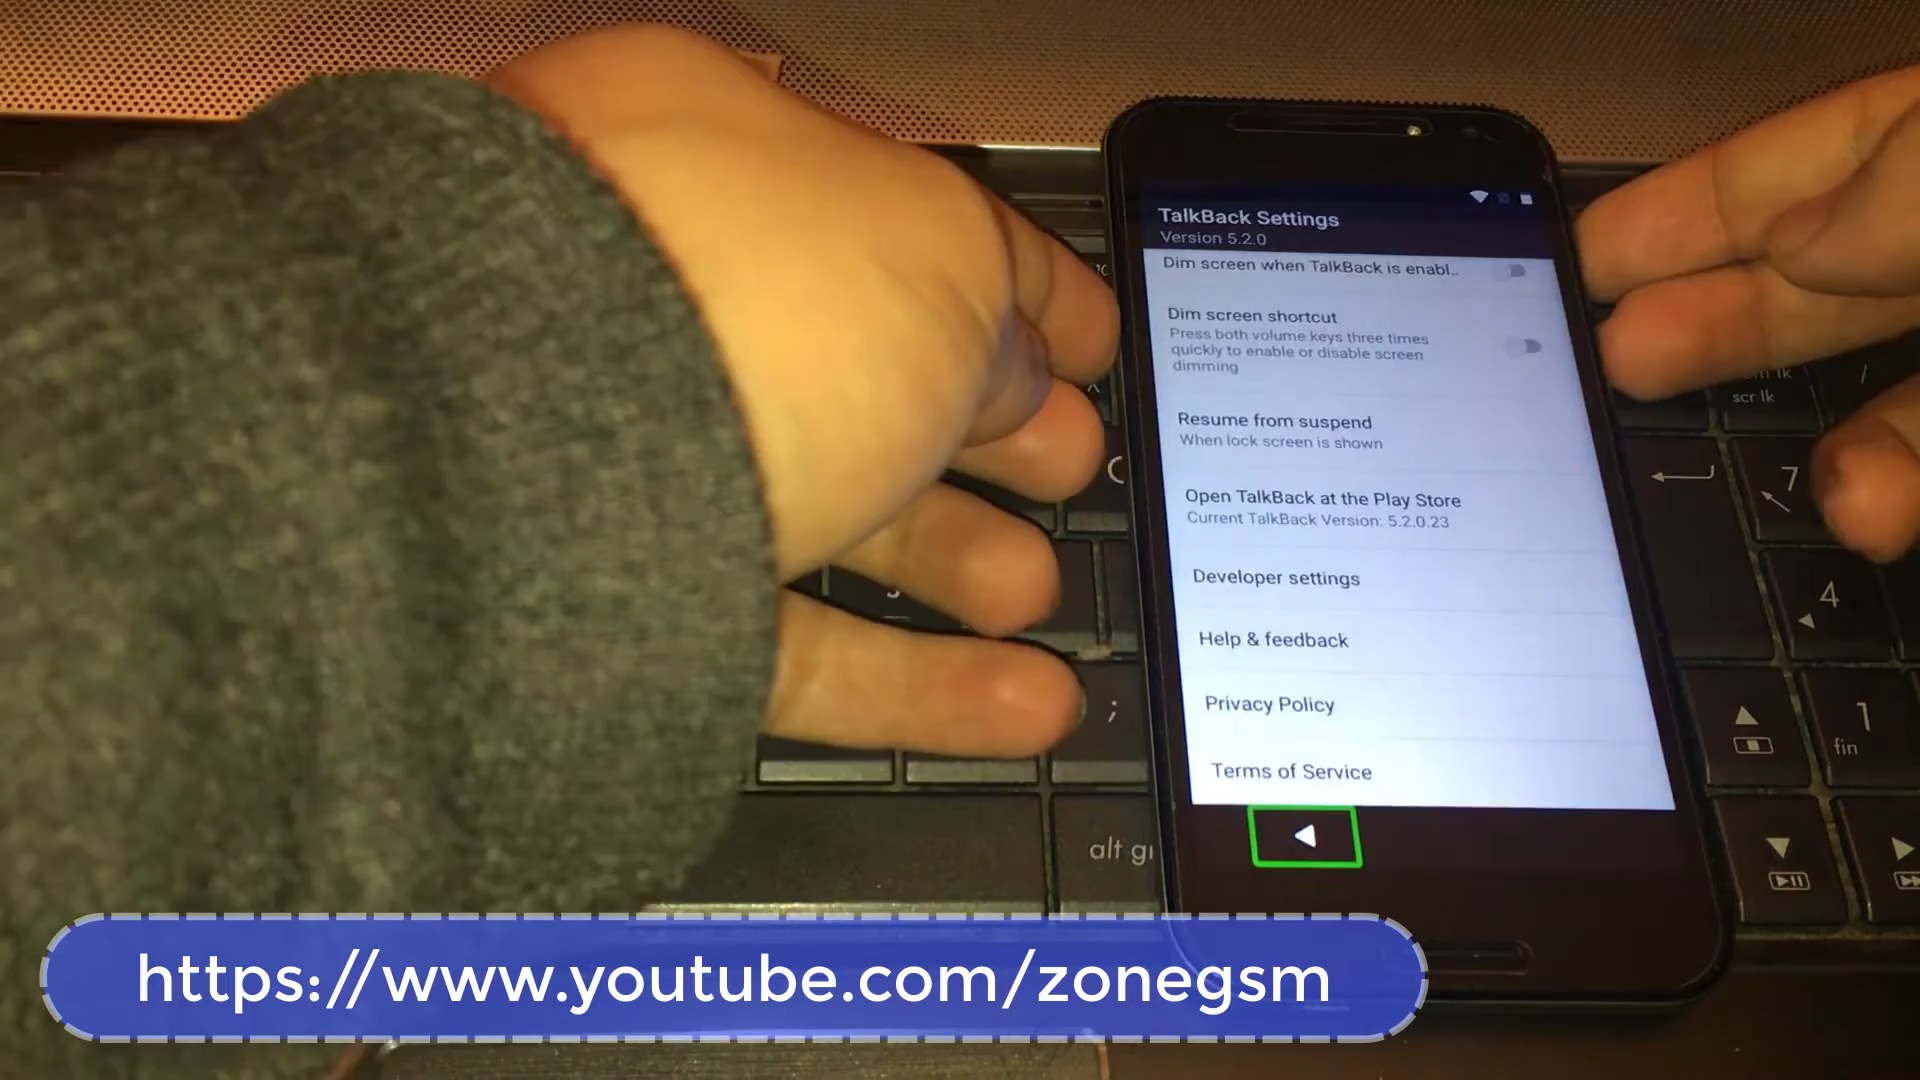 TalkBack Settings
Version 5.2.0
Dim screen when TalkBack is enabl..
Dim screen shortcut
Press both volume keys three times
quickly to enable or disable screen
dimming
Resume from suspend
When lock screen is shown
Open TalkBack at the Play Store
Current TalkBack Version: 5.2.0.23
Developer settings
Help & feedback
Privacy Policy
Terms of Service
scr lk
7
4
1
fin
;
alt gr
https://www.youtube.com/zonegsm